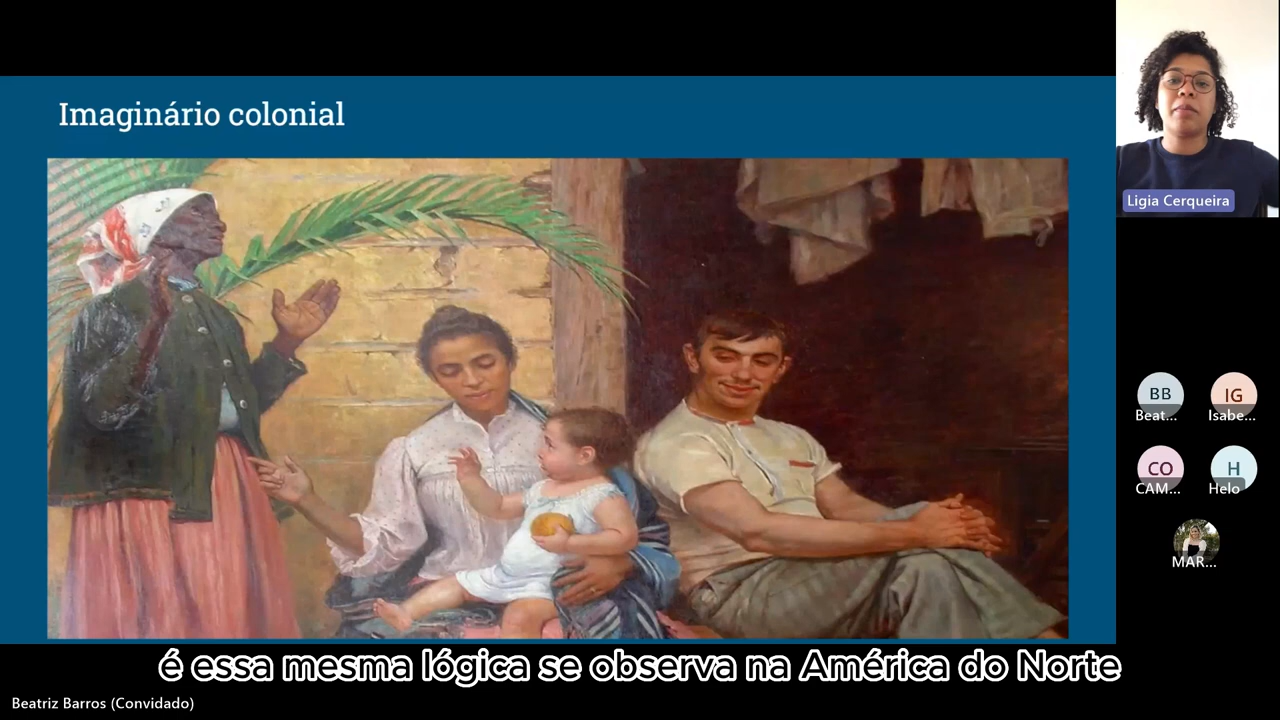 Imaginário colonial
Ligia Cerqueira
BB
Beat...
IG
Isabe...
CO
CAM...
H
Helo
MAR...
é essa mesma lógica se observa na América do Norte
Beatriz Barros (Convidado)